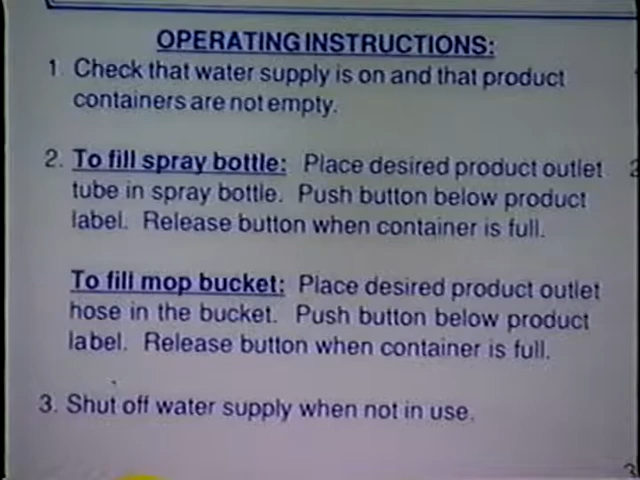 OPERATING INSTRUCTIONS:
1. Check that water supply is on and that product
containers are not empty.
2. To fill spray bottle: Place desired product outlet
tube in spray bottle. Push button below product
label. Release button when container is full.
To fill mop bucket: Place desired product outlet
hose in the bucket. Push button below product
label. Release button when container is full.
3. Shut off water supply when not in use.